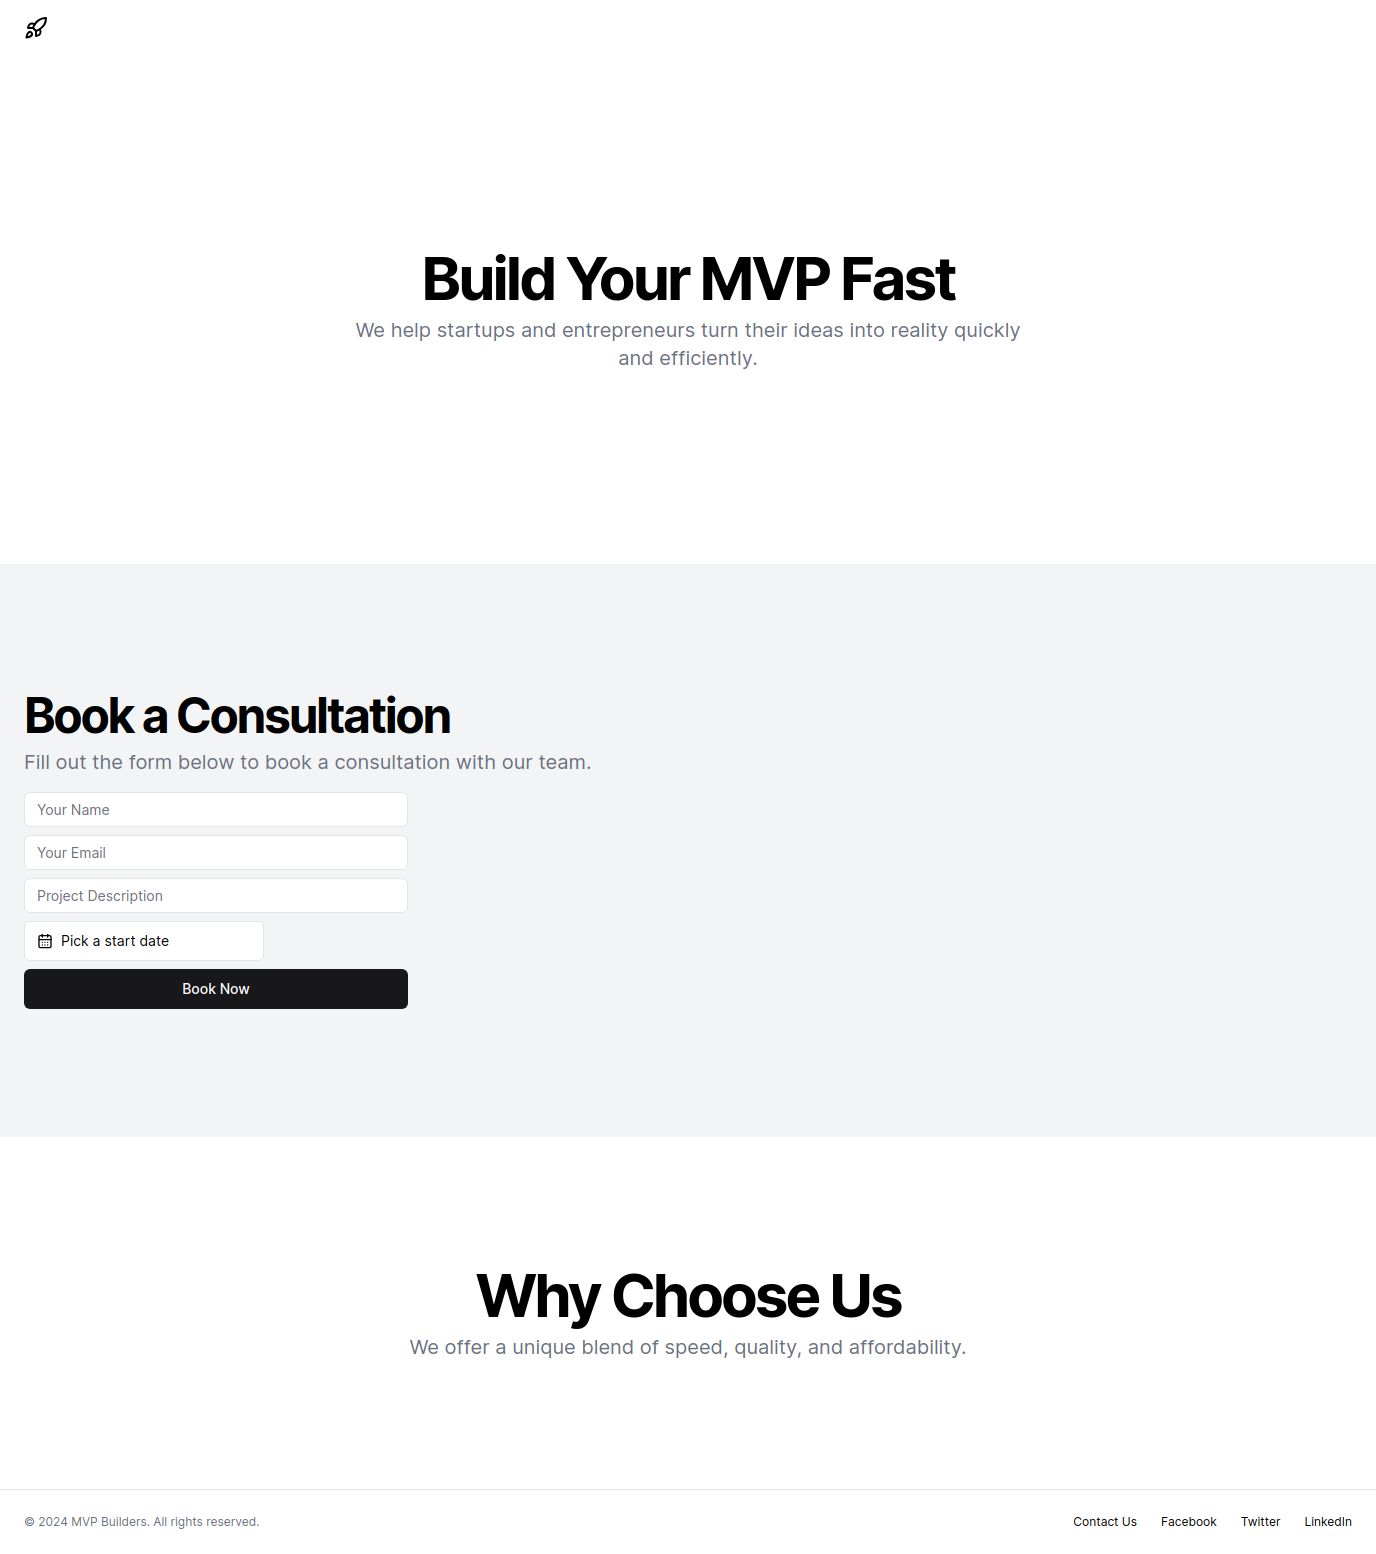 Build Your MVP Fast
We help startups and entrepreneurs turn their ideas into reality quickly
and efficiently.
Book a Consultation
Fill out the form below to book a consultation with our team.
Your Name
Your Email
Project Description
Pick a start date
Book Now
Why Choose Us
We offer a unique blend of speed, quality, and affordability.
© 2024 MVP Builders. All rights reserved.
Contact Us
Facebook
Twitter
LinkedIn